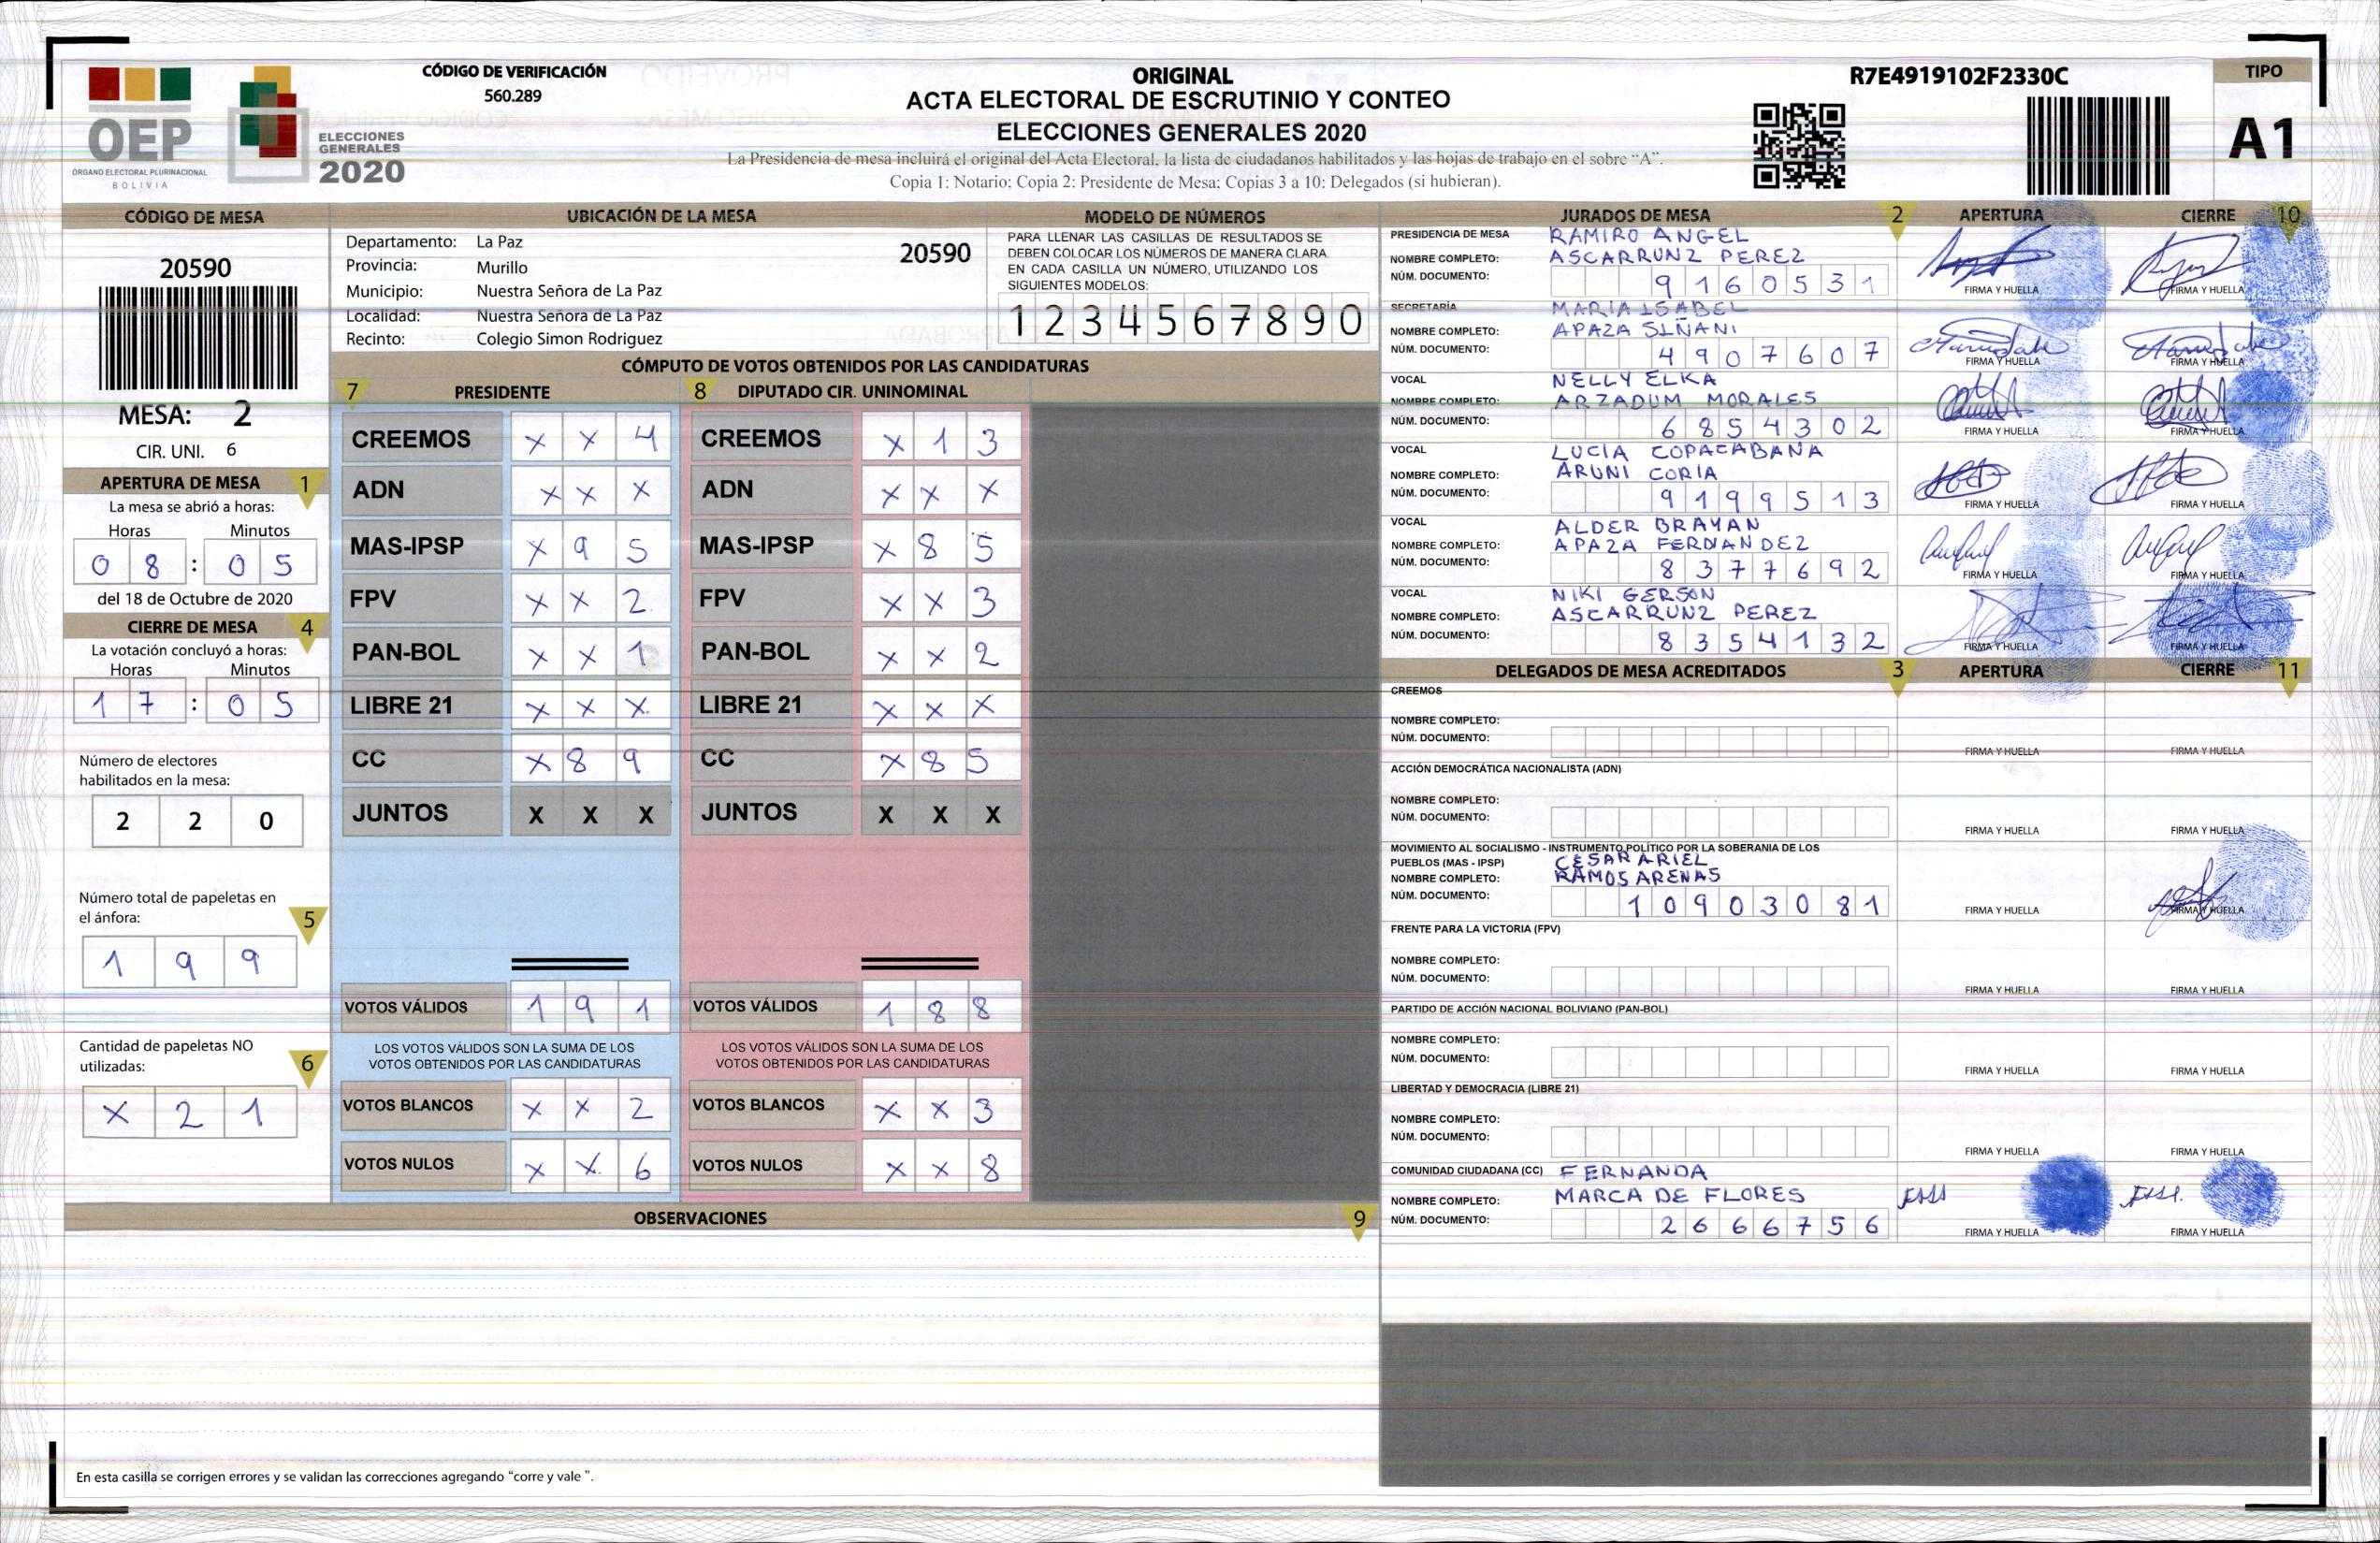 CÓDIGO DE VERIFICACIÓN
560.289
OEP
ÓRGANO ELECTORAL PLURINACIONAL
BOLIVIA
ELECCIONES
GENERALES
2020
ORIGINAL
ACTA ELECTORAL DE ESCRUTINIO Y CONTEO
ELECCIONES GENERALES 2020
La Presidencia de mesa incluirá el original del Acta Electoral, la lista de ciudadanos habilitados y las hojas de trabajo en el sobre “A”.
Copia 1: Notario; Copia 2: Presidente de Mesa; Copias 3 a 10: Delegados (si hubieran).
R7E4919102F2330C
TIPO
A1
CÓDIGO DE MESA
20590
MESA: 2
CIR. UNI. 6
APERTURA DE MESA 1
La mesa se abrió a horas:
Horas Minutos
0 8 : 0 5
del 18 de Octubre de 2020
CIERRE DE MESA 4
La votación concluyó a horas:
Horas Minutos
1 7 : 0 5
Número de electores
habilitados en la mesa:
2 2 0
Número total de papeletas en
el ánfora: 5
1 9 9
Cantidad de papeletas NO
utilizadas: 6
X 2 1
UBICACIÓN DE LA MESA
Departamento: La Paz
20590
Provincia: Murillo
Municipio: Nuestra Señora de La Paz
Localidad: Nuestra Señora de La Paz
Recinto: Colegio Simon Rodriguez
MODELO DE NÚMEROS
PARA LLENAR LAS CASILLAS DE RESULTADOS SE
DEBEN COLOCAR LOS NÚMEROS DE MANERA CLARA
EN CADA CASILLA UN NÚMERO, UTILIZANDO LOS
SIGUIENTES MODELOS:
1 2 3 4 5 6 7 8 9 0
CÓMPUTO DE VOTOS OBTENIDOS POR LAS CANDIDATURAS
7 PRESIDENTE 8 DIPUTADO CIR. UNINOMINAL
CREEMOS X X 4 CREEMOS X 1 3
ADN X X X ADN X X X
MAS-IPSP X 9 5 MAS-IPSP X 8 5
FPV X X 2 FPV X X 3
PAN-BOL X X 1 PAN-BOL X X 2
LIBRE 21 X X X LIBRE 21 X X X
CC X 8 9 CC X 8 5
JUNTOS X X X JUNTOS X X X
VOTOS VÁLIDOS 1 9 1 VOTOS VÁLIDOS 1 8 8
LOS VOTOS VÁLIDOS SON LA SUMA DE LOS LOS VOTOS VÁLIDOS SON LA SUMA DE LOS
VOTOS OBTENIDOS POR LAS CANDIDATURAS VOTOS OBTENIDOS POR LAS CANDIDATURAS
VOTOS BLANCOS X X 2 VOTOS BLANCOS X X 3
VOTOS NULOS X X 6 VOTOS NULOS X X 8
OBSERVACIONES 9
En esta casilla se corrigen errores y se validan las correcciones agregando “corre y vale ”.
JURADOS DE MESA 2 APERTURA CIERRE 10
PRESIDENCIA DE MESA RAMIRO ANGEL
NOMBRE COMPLETO: ASCARRUNZ PEREZ
NÚM. DOCUMENTO: 9 1 6 0 5 3 1
FIRMA Y HUELLA FIRMA Y HUELLA
SECRETARÍA MARIA ISABEL
NOMBRE COMPLETO: APAZA SIÑANI
NÚM. DOCUMENTO: 4 9 0 7 6 0 7
FIRMA Y HUELLA FIRMA Y HUELLA
VOCAL NELLY ELKA
NOMBRE COMPLETO: ARZADUM MORALES
NÚM. DOCUMENTO: 6 8 5 4 3 0 2
FIRMA Y HUELLA FIRMA Y HUELLA
VOCAL LUCIA COPACABANA
NOMBRE COMPLETO: ARUNI CORIA
NÚM. DOCUMENTO: 9 1 9 9 5 1 3
FIRMA Y HUELLA FIRMA Y HUELLA
VOCAL ALDER BRAYAN
NOMBRE COMPLETO: APAZA FERNANDEZ
NÚM. DOCUMENTO: 8 3 7 7 6 9 2
FIRMA Y HUELLA FIRMA Y HUELLA
VOCAL NIKI GERSON
NOMBRE COMPLETO: ASCARRUNZ PEREZ
NÚM. DOCUMENTO: 8 3 5 4 1 3 2
FIRMA Y HUELLA FIRMA Y HUELLA
DELEGADOS DE MESA ACREDITADOS 3 APERTURA CIERRE 11
CREEMOS
NOMBRE COMPLETO:
NÚM. DOCUMENTO:
FIRMA Y HUELLA FIRMA Y HUELLA
ACCIÓN DEMOCRÁTICA NACIONALISTA (ADN)
NOMBRE COMPLETO:
NÚM. DOCUMENTO:
FIRMA Y HUELLA FIRMA Y HUELLA
MOVIMIENTO AL SOCIALISMO - INSTRUMENTO POLÍTICO POR LA SOBERANIA DE LOS
PUEBLOS (MAS - IPSP) CESAR ARIEL
NOMBRE COMPLETO: RAMOS ARENAS
NÚM. DOCUMENTO: 1 0 9 0 3 0 8 1
FIRMA Y HUELLA FIRMA Y HUELLA
FRENTE PARA LA VICTORIA (FPV)
NOMBRE COMPLETO:
NÚM. DOCUMENTO:
FIRMA Y HUELLA FIRMA Y HUELLA
PARTIDO DE ACCIÓN NACIONAL BOLIVIANO (PAN-BOL)
NOMBRE COMPLETO:
NÚM. DOCUMENTO:
FIRMA Y HUELLA FIRMA Y HUELLA
LIBERTAD Y DEMOCRACIA (LIBRE 21)
NOMBRE COMPLETO:
NÚM. DOCUMENTO:
FIRMA Y HUELLA FIRMA Y HUELLA
COMUNIDAD CIUDADANA (CC) FERNANDA
NOMBRE COMPLETO: MARCA DE FLORES
NÚM. DOCUMENTO: 2 6 6 6 7 5 6
FIRMA Y HUELLA FIRMA Y HUELLA